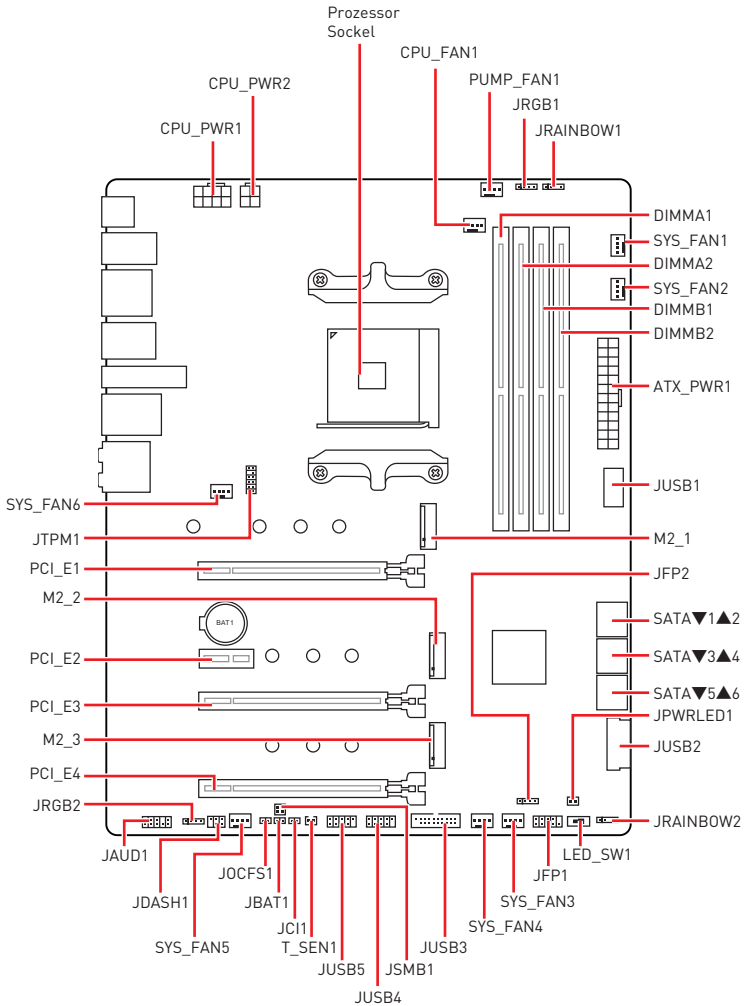 Prozessor
Sockel
CPU_FAN1
PUMP_FAN1
CPU_PWR2
JRGB1
CPU_PWR1
JRAINBOW1
DIMMA1
SYS_FAN1
DIMMA2
SYS_FAN2
DIMMB1
DIMMB2
ATX_PWR1
JUSB1
SYS_FAN6
JTPM1
M2_1
PCI_E1
JFP2
M2_2
BAT1
SATA▼1▲2
PCI_E2
SATA▼3▲4
SATA▼5▲6
PCI_E3
JPWRLED1
M2_3
JUSB2
PCI_E4
JRGB2
JRAINBOW2
JAUD1
JOCFS1
LED_SW1
JDASH1
JBAT1
JFP1
JCI1
SYS_FAN3
SYS_FAN5
T_SEN1
JSMB1
JUSB3
SYS_FAN4
JUSB5
JUSB4